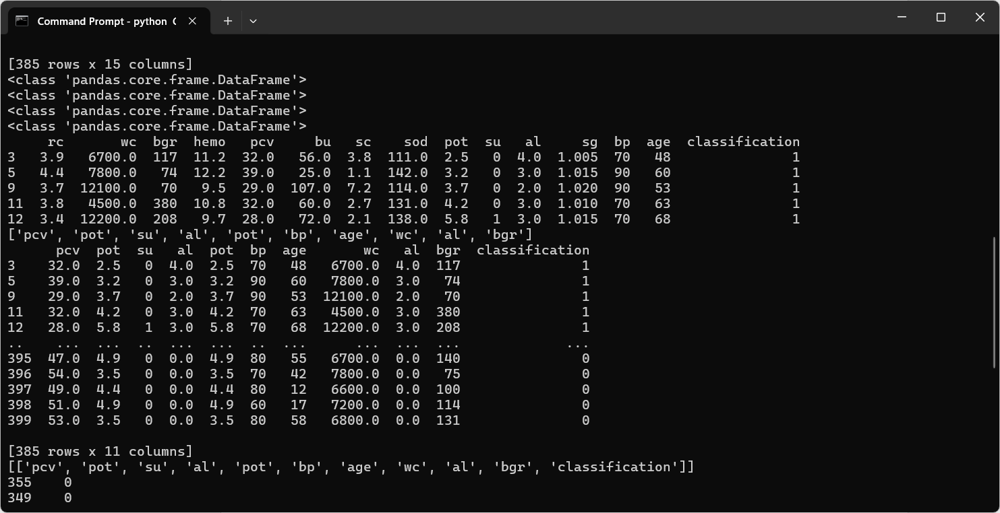 Command Prompt - python
[385 rows x 15 columns]
<class 'pandas.core.frame.DataFrame'>
<class 'pandas.core.frame.DataFrame'>
<class 'pandas.core.frame.DataFrame'>
<class 'pandas.core.frame.DataFrame'>
     rc       wc  bgr  hemo   pcv     bu   sc    sod  pot  su   al     sg  bp  age  classification
3   3.9   6700.0  117  11.2  32.0   56.0  3.8  111.0  2.5   0  4.0  1.005  70   48               1
5   4.4   7800.0   74  12.2  39.0   25.0  1.1  142.0  3.2   0  3.0  1.015  90   60               1
9   3.7  12100.0   70   9.5  29.0  107.0  7.2  114.0  3.7   0  2.0  1.020  90   53               1
11  3.8   4500.0  380  10.8  32.0   60.0  2.7  131.0  4.2   0  3.0  1.010  70   63               1
12  3.4  12200.0  208   9.7  28.0   72.0  2.1  138.0  5.8   1  3.0  1.015  70   68               1
['pcv', 'pot', 'su', 'al', 'pot', 'bp', 'age', 'wc', 'al', 'bgr']
      pcv  pot  su   al  pot  bp  age       wc   al  bgr  classification
3    32.0  2.5   0  4.0  2.5  70   48   6700.0  4.0  117               1
5    39.0  3.2   0  3.0  3.2  90   60   7800.0  3.0   74               1
9    29.0  3.7   0  2.0  3.7  90   53  12100.0  2.0   70               1
11   32.0  4.2   0  3.0  4.2  70   63   4500.0  3.0  380               1
12   28.0  5.8   1  3.0  5.8  70   68  12200.0  3.0  208               1
..    ...  ...  ..  ...  ...  ..  ...      ...  ...  ...             ...
395  47.0  4.9   0  0.0  4.9  80   55   6700.0  0.0  140               0
396  54.0  3.5   0  0.0  3.5  70   42   7800.0  0.0   75               0
397  49.0  4.4   0  0.0  4.4  80   12   6600.0  0.0  100               0
398  51.0  4.9   0  0.0  4.9  60   17   7200.0  0.0  114               0
399  53.0  3.5   0  0.0  3.5  80   58   6800.0  0.0  131               0
[385 rows x 11 columns]
[['pcv', 'pot', 'su', 'al', 'pot', 'bp', 'age', 'wc', 'al', 'bgr', 'classification']]
355    0
349    0